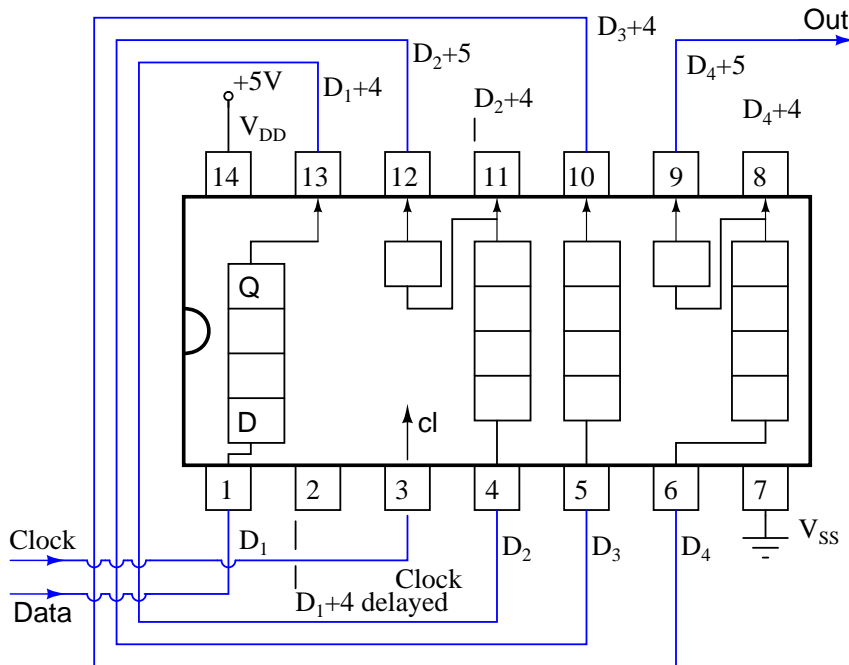 Out
D₃+4
D₂+5
D₄+5
+5V
D₁+4
D₂+4
D₄+4
V_DD
14 13 12 11 10 9 8
Q
D
cl
1 2 3 4 5 6 7
V_SS
Clock
D₁
D₂
D₃
D₄
Clock
Data
D₁+4 delayed